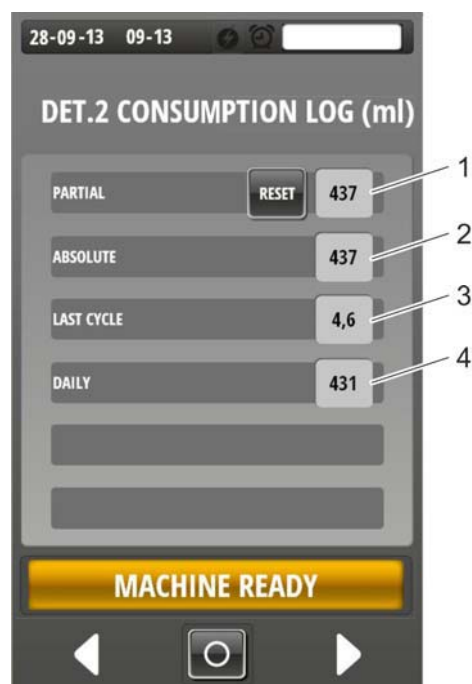 28-09-13 09-13
DET.2 CONSUMPTION LOG (ml)
PARTIAL RESET 437 1
ABSOLUTE 437 2
LAST CYCLE 4,6 3
DAILY 431 4
MACHINE READY